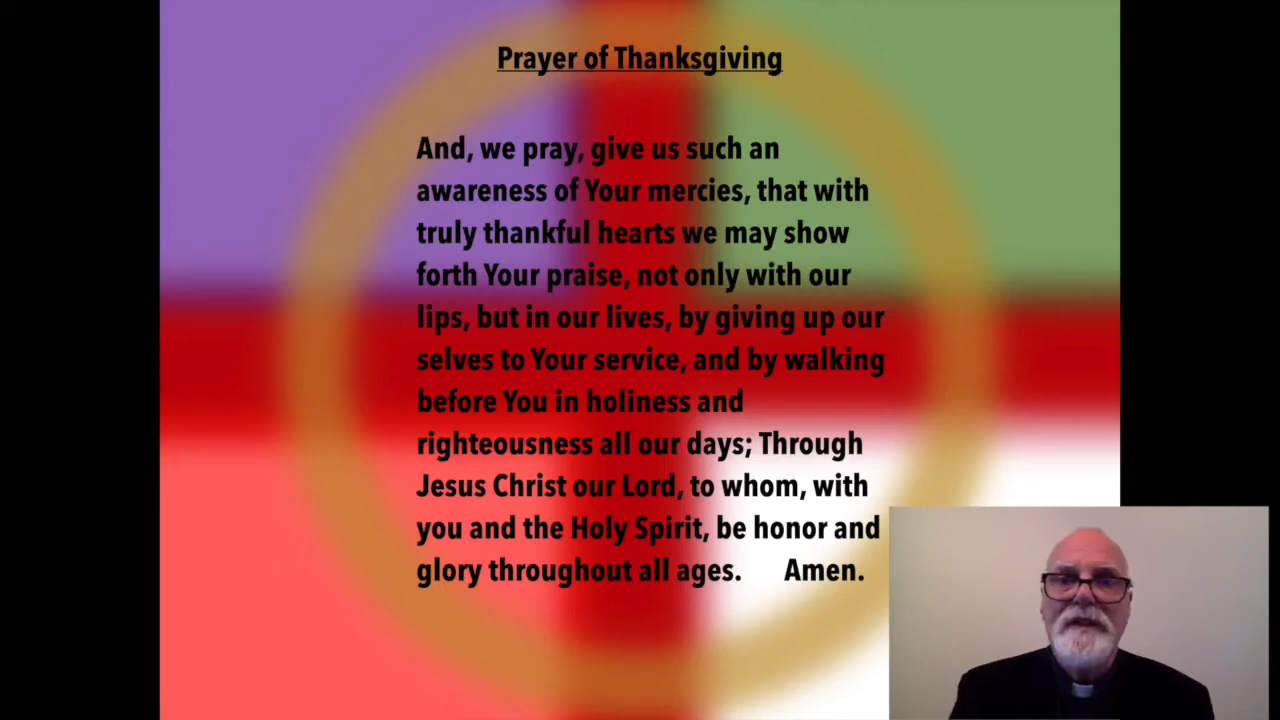 Prayer of Thanksgiving
And, we pray, give us such an
awareness of Your mercies, that with
truly thankful hearts we may show
forth Your praise, not only with our
lips, but in our lives, by giving up our
selves to Your service, and by walking
before You in holiness and
righteousness all our days; Through
Jesus Christ our Lord, to whom, with
you and the Holy Spirit, be honor and
glory throughout all ages. Amen.